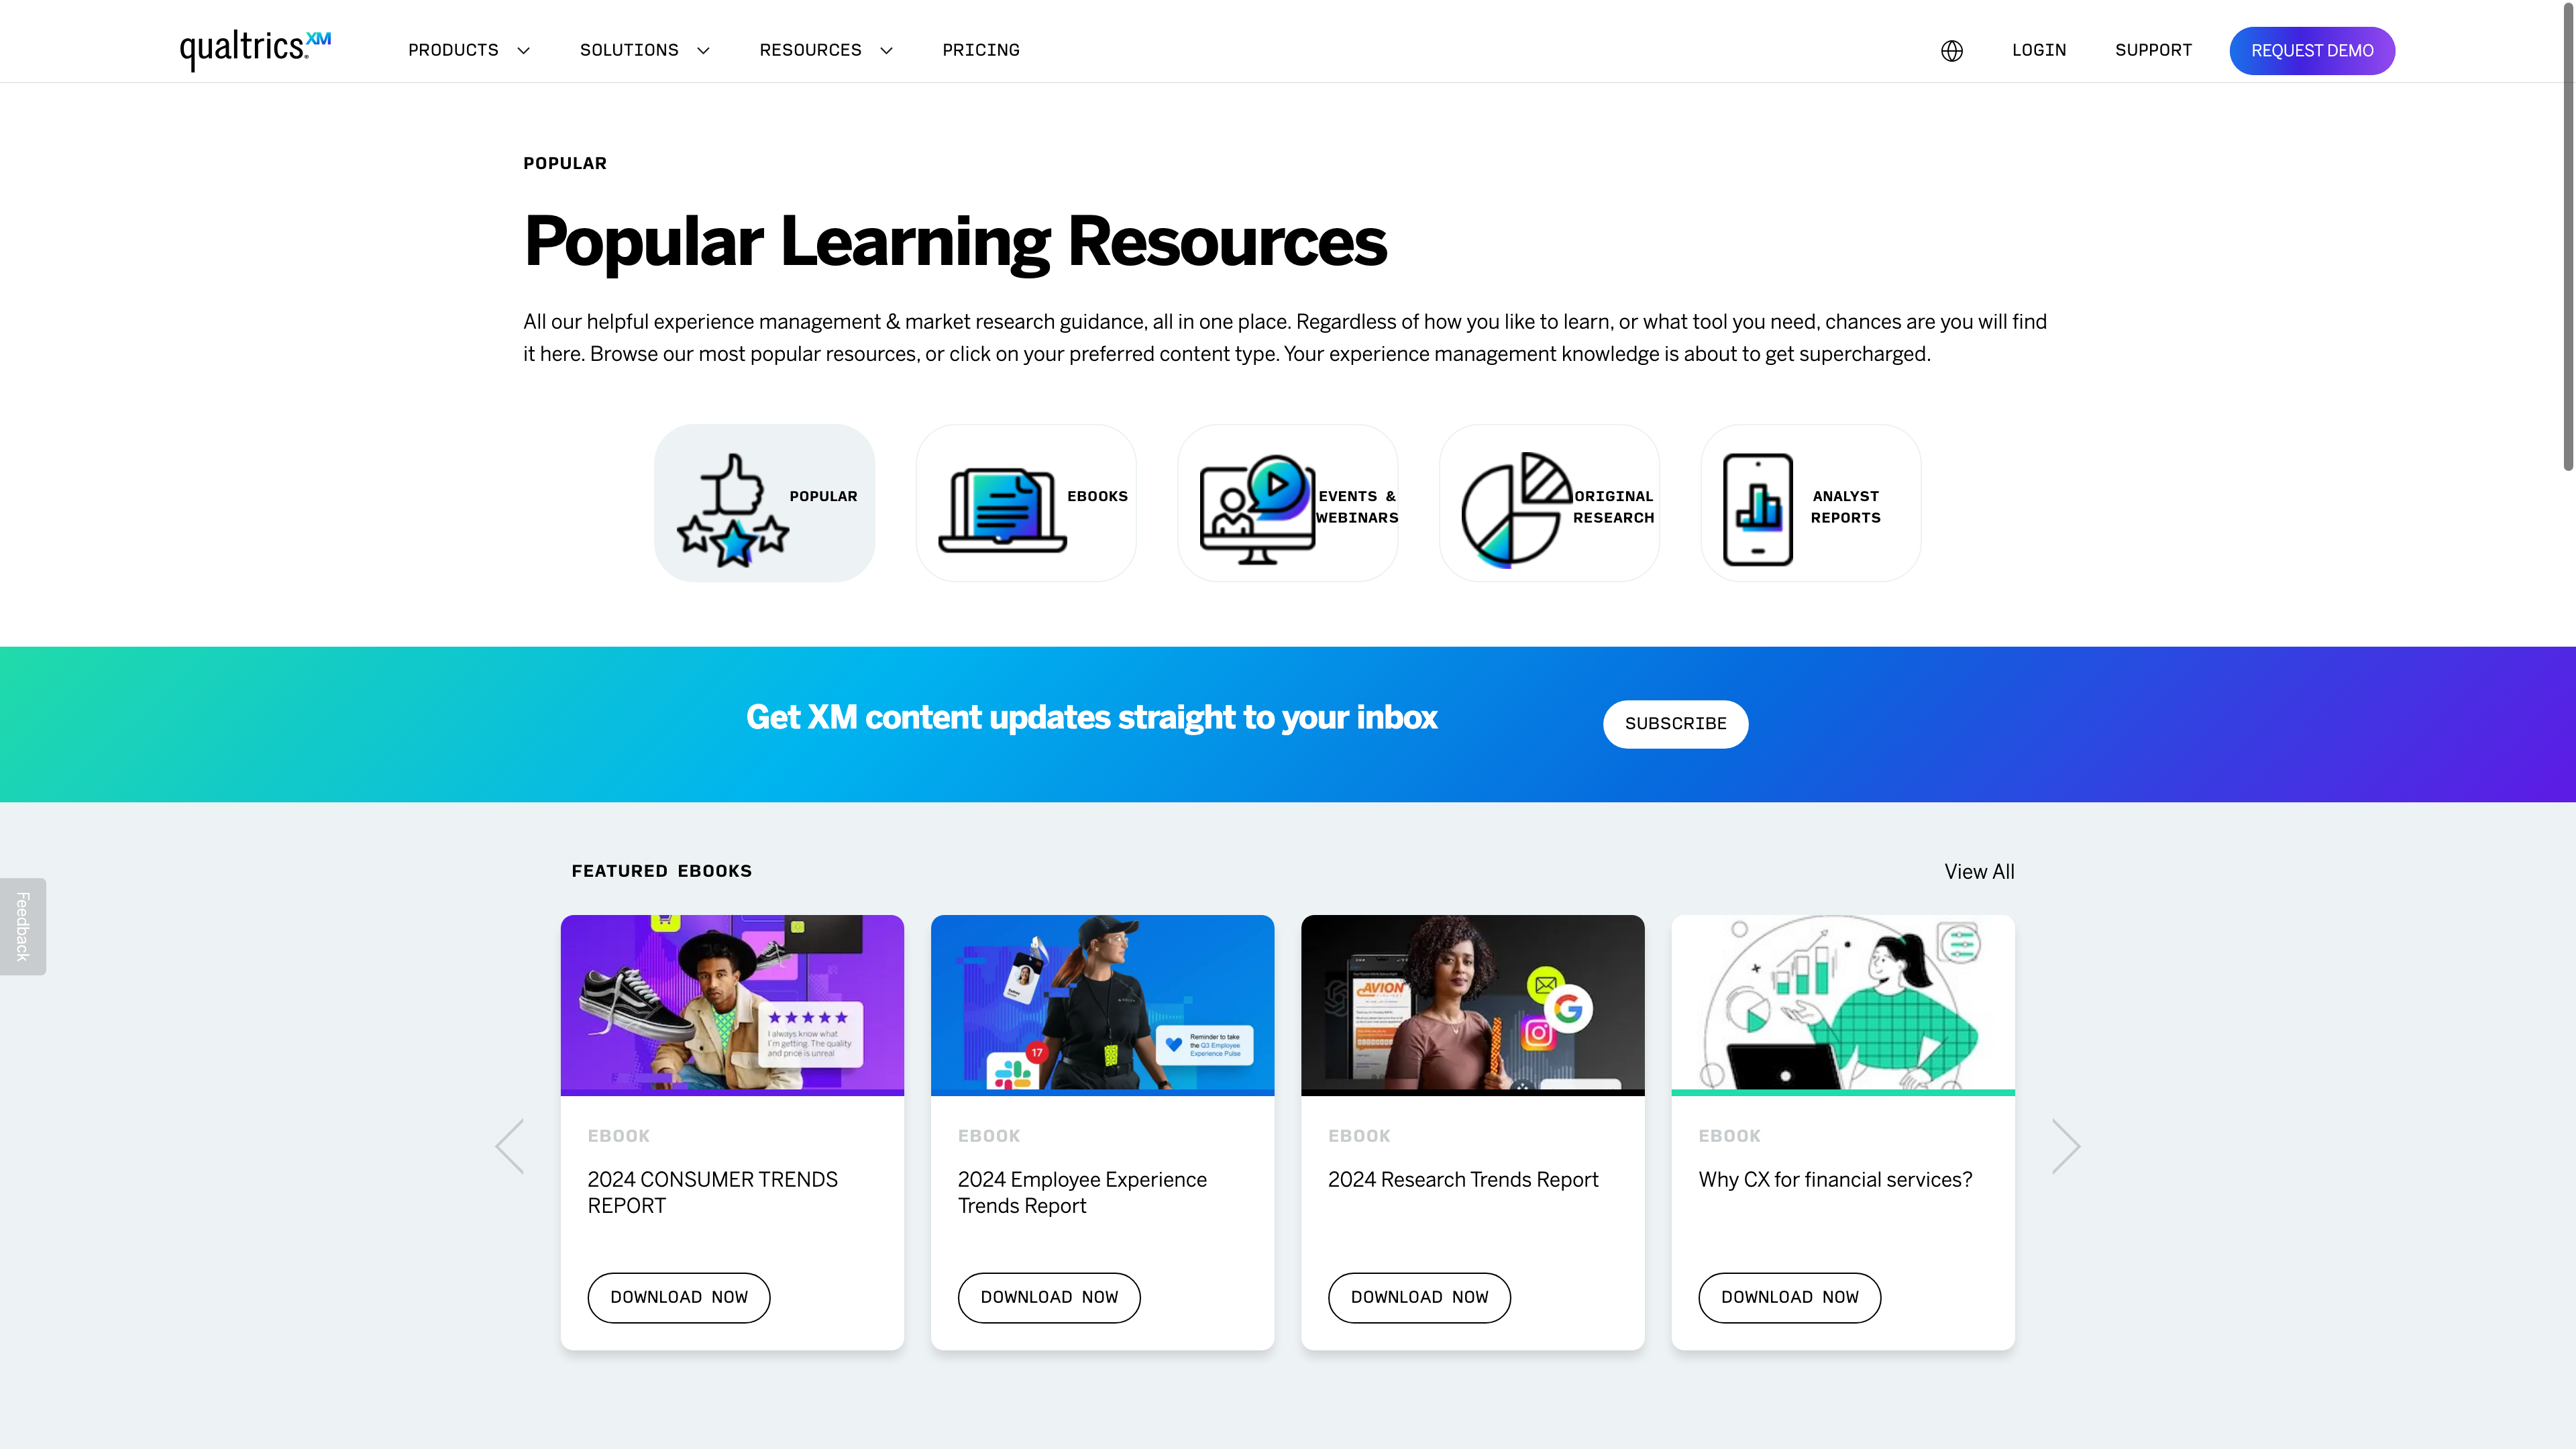 qualtrics.XM
PRODUCTS
SOLUTIONS
RESOURCES
PRICING
LOGIN
SUPPORT
REQUEST DEMO
POPULAR
Popular Learning Resources
All our helpful experience management & market research guidance, all in one place. Regardless of how you like to learn, or what tool you need, chances are you will find
it here. Browse our most popular resources, or click on your preferred content type. Your experience management knowledge is about to get supercharged.
POPULAR
EBOOKS
EVENTS &
WEBINARS
ORIGINAL
RESEARCH
ANALYST
REPORTS
Get XM content updates straight to your inbox
SUBSCRIBE
Feedback
FEATURED EBOOKS
View All
I always know what
I'm getting. The quality
and price is unreal
17
Reminder to take
the Q3 Employee
Experience Pulse
AVION
EBOOK
2024 CONSUMER TRENDS
REPORT
DOWNLOAD NOW
EBOOK
2024 Employee Experience
Trends Report
DOWNLOAD NOW
EBOOK
2024 Research Trends Report
DOWNLOAD NOW
EBOOK
Why CX for financial services?
DOWNLOAD NOW